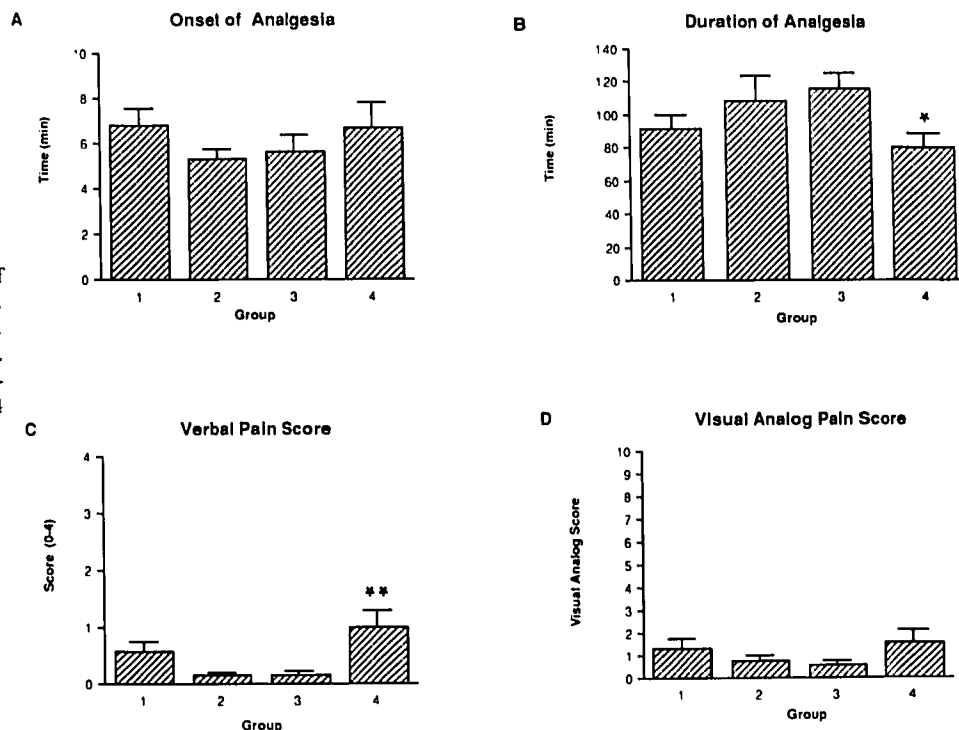 A
Onset of Analgesia
10
8
6
4
2
0
Time (min)
1 2 3 4
Group
B
Duration of Analgesia
140
120
100
80
60
40
20
0
Time (min)
*
1 2 3 4
Group
f
.
.
.
-
4
C
Verbal Pain Score
4
3
2
1
0
Score (0-4)
**
1 2 3 4
Group
D
Visual Analog Pain Score
10
9
8
7
6
5
4
3
2
1
0
Visual Analog Score
1 2 3 4
Group